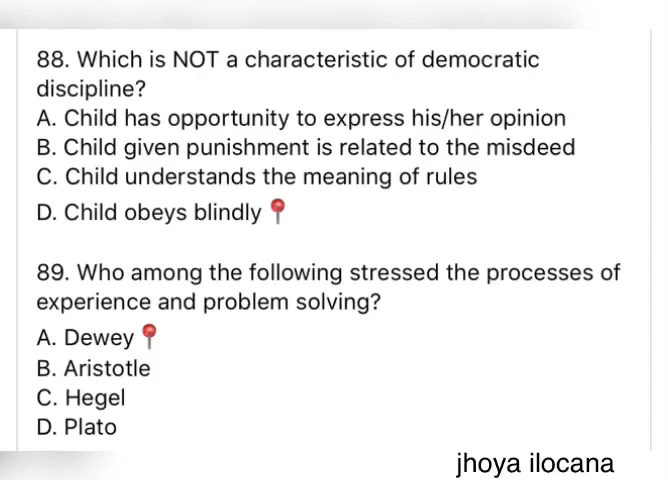 88. Which is NOT a characteristic of democratic
discipline?
A. Child has opportunity to express his/her opinion
B. Child given punishment is related to the misdeed
C. Child understands the meaning of rules
D. Child obeys blindly 📍
89. Who among the following stressed the processes of
experience and problem solving?
A. Dewey 📍
B. Aristotle
C. Hegel
D. Plato
jhoya ilocana